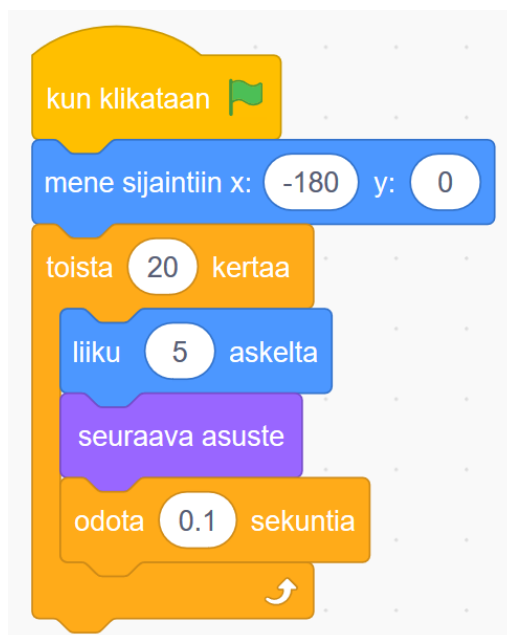 kun klikataan
mene sijaintiin x: -180 y: 0
toista 20 kertaa
liiku 5 askelta
seuraava asuste
odota 0.1 sekuntia